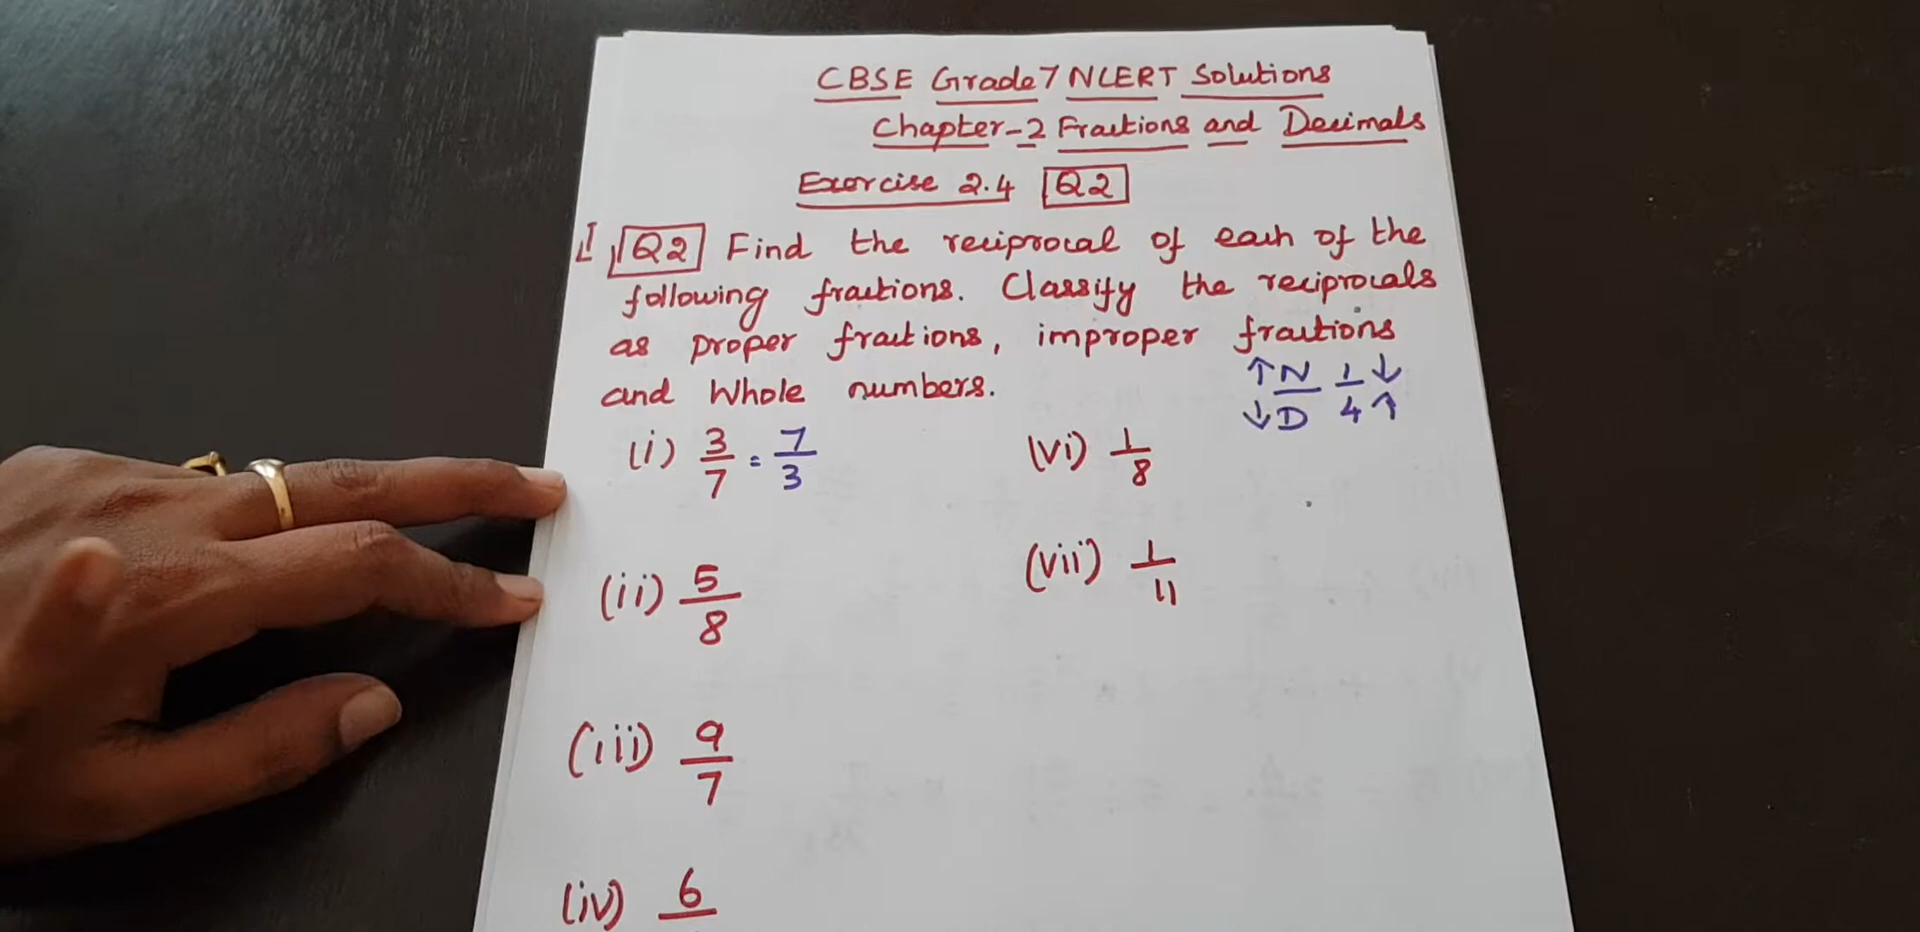 CBSE Grade 7 NCERT Solutions
Chapter-2 Fractions and Decimals
Exercise 2.4 Q2
Q2 Find the reciprocal of each of the
following fractions. Classify the reciprocals
as proper fractions, improper fractions
and Whole numbers.
↑N/↓D 1/4 ↓↑
(i) 3/7 = 7/3
(ii) 5/8
(iii) 9/7
(iv) 6
(vi) 1/8
(vii) 1/11